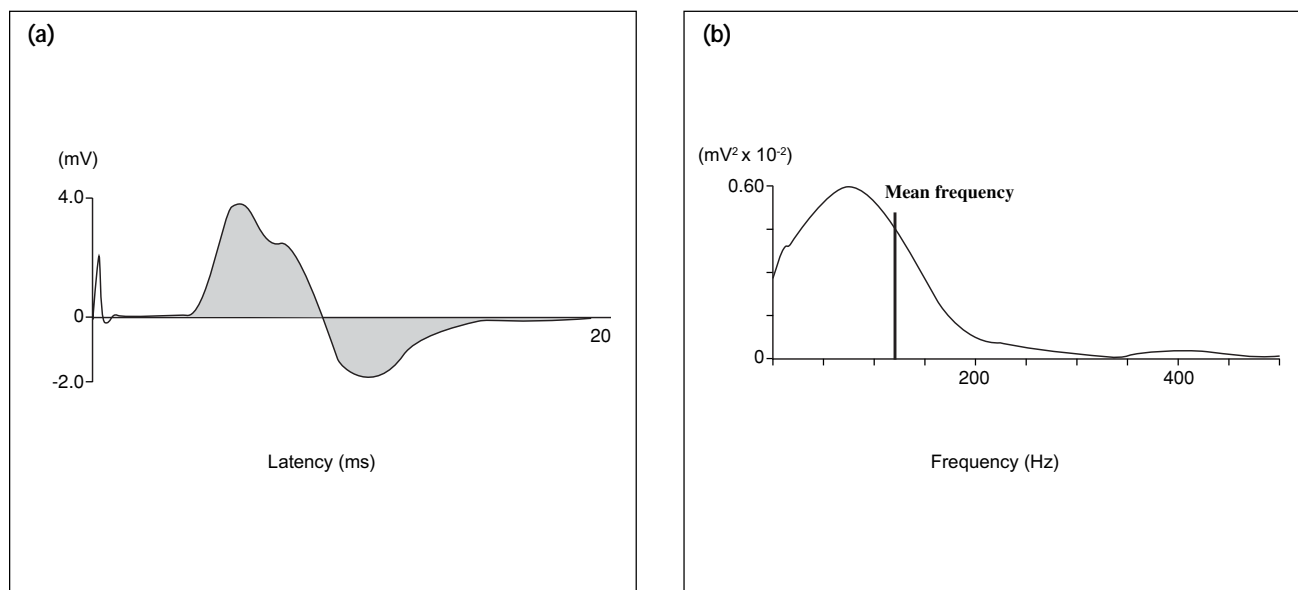 (a)
(mV)
4.0
0
20
-2.0
Latency (ms)
(b)
(mV² x 10⁻²)
0.60
Mean frequency
0
200
400
Frequency (Hz)